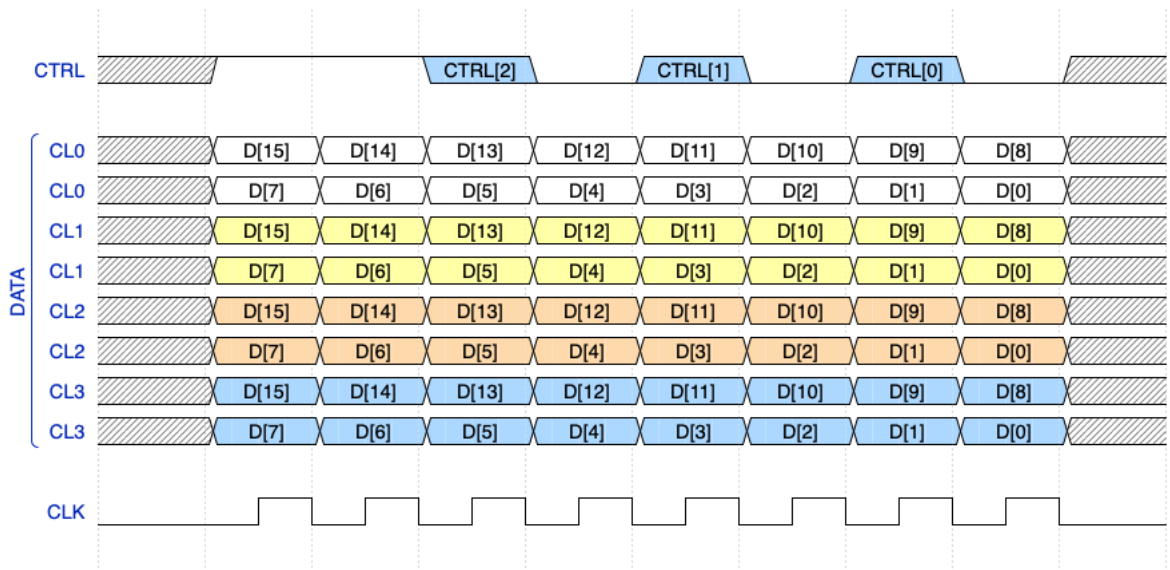 CTRL CTRL[2] CTRL[1] CTRL[0]
DATA
CL0 D[15] D[14] D[13] D[12] D[11] D[10] D[9] D[8]
CL0 D[7] D[6] D[5] D[4] D[3] D[2] D[1] D[0]
CL1 D[15] D[14] D[13] D[12] D[11] D[10] D[9] D[8]
CL1 D[7] D[6] D[5] D[4] D[3] D[2] D[1] D[0]
CL2 D[15] D[14] D[13] D[12] D[11] D[10] D[9] D[8]
CL2 D[7] D[6] D[5] D[4] D[3] D[2] D[1] D[0]
CL3 D[15] D[14] D[13] D[12] D[11] D[10] D[9] D[8]
CL3 D[7] D[6] D[5] D[4] D[3] D[2] D[1] D[0]
CLK